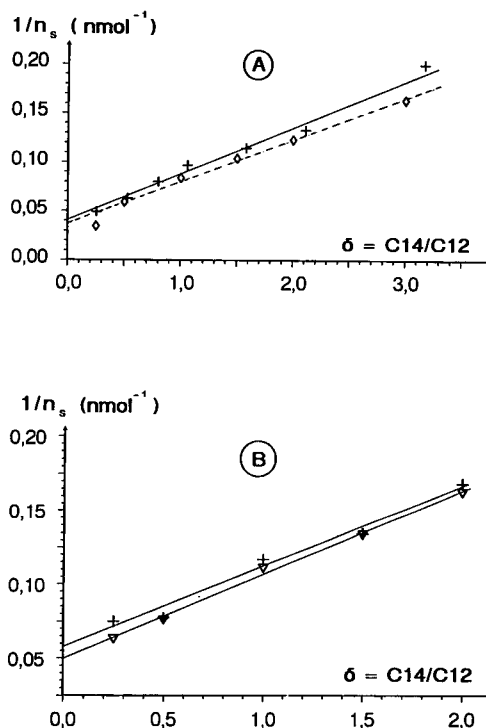 1/nₛ (nmol⁻¹)
A
0,20
0,15
0,10
0,05
0,00
δ = C14/C12
0,0 1,0 2,0 3,0
1/nₛ (nmol⁻¹)
B
0,20
0,15
0,10
0,05
δ = C14/C12
0,0 0,5 1,0 1,5 2,0